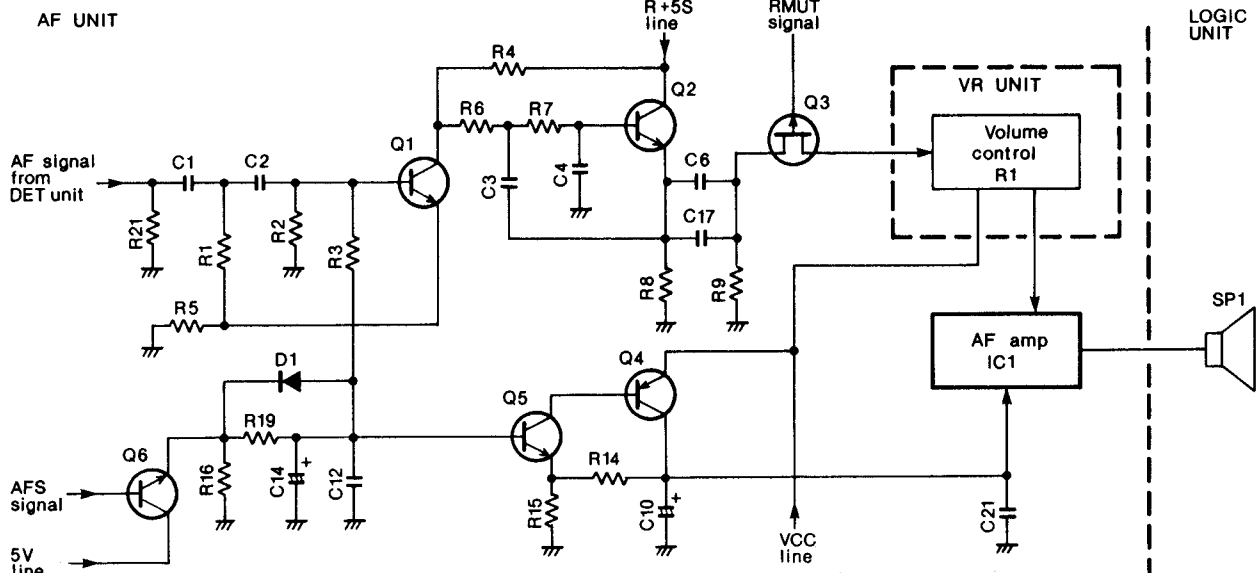 AF UNIT
R +5S
line
RMUT
signal
LOGIC
UNIT
R4
Q2
Q3
VR UNIT
R6
R7
Volume
control
R1
Q1
AF signal
from
DET unit
C1
C2
C3
C4
C6
C17
R21
R1
R2
R3
R8
R9
R5
SP1
D1
Q4
AF amp
IC1
Q5
R19
Q6
R16
C14
+
C12
R14
AFS
signal
R15
C10
+
C21
VCC
line
5V
line